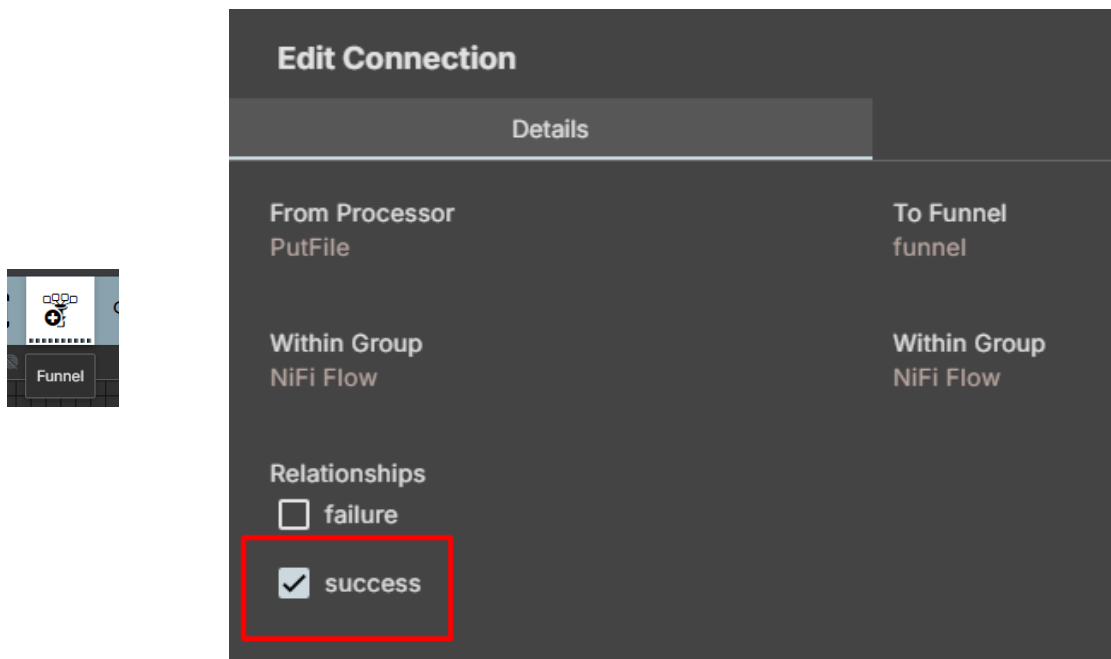 Funnel
Edit Connection
Details
From Processor
PutFile
To Funnel
funnel
Within Group
NiFi Flow
Within Group
NiFi Flow
Relationships
failure
success